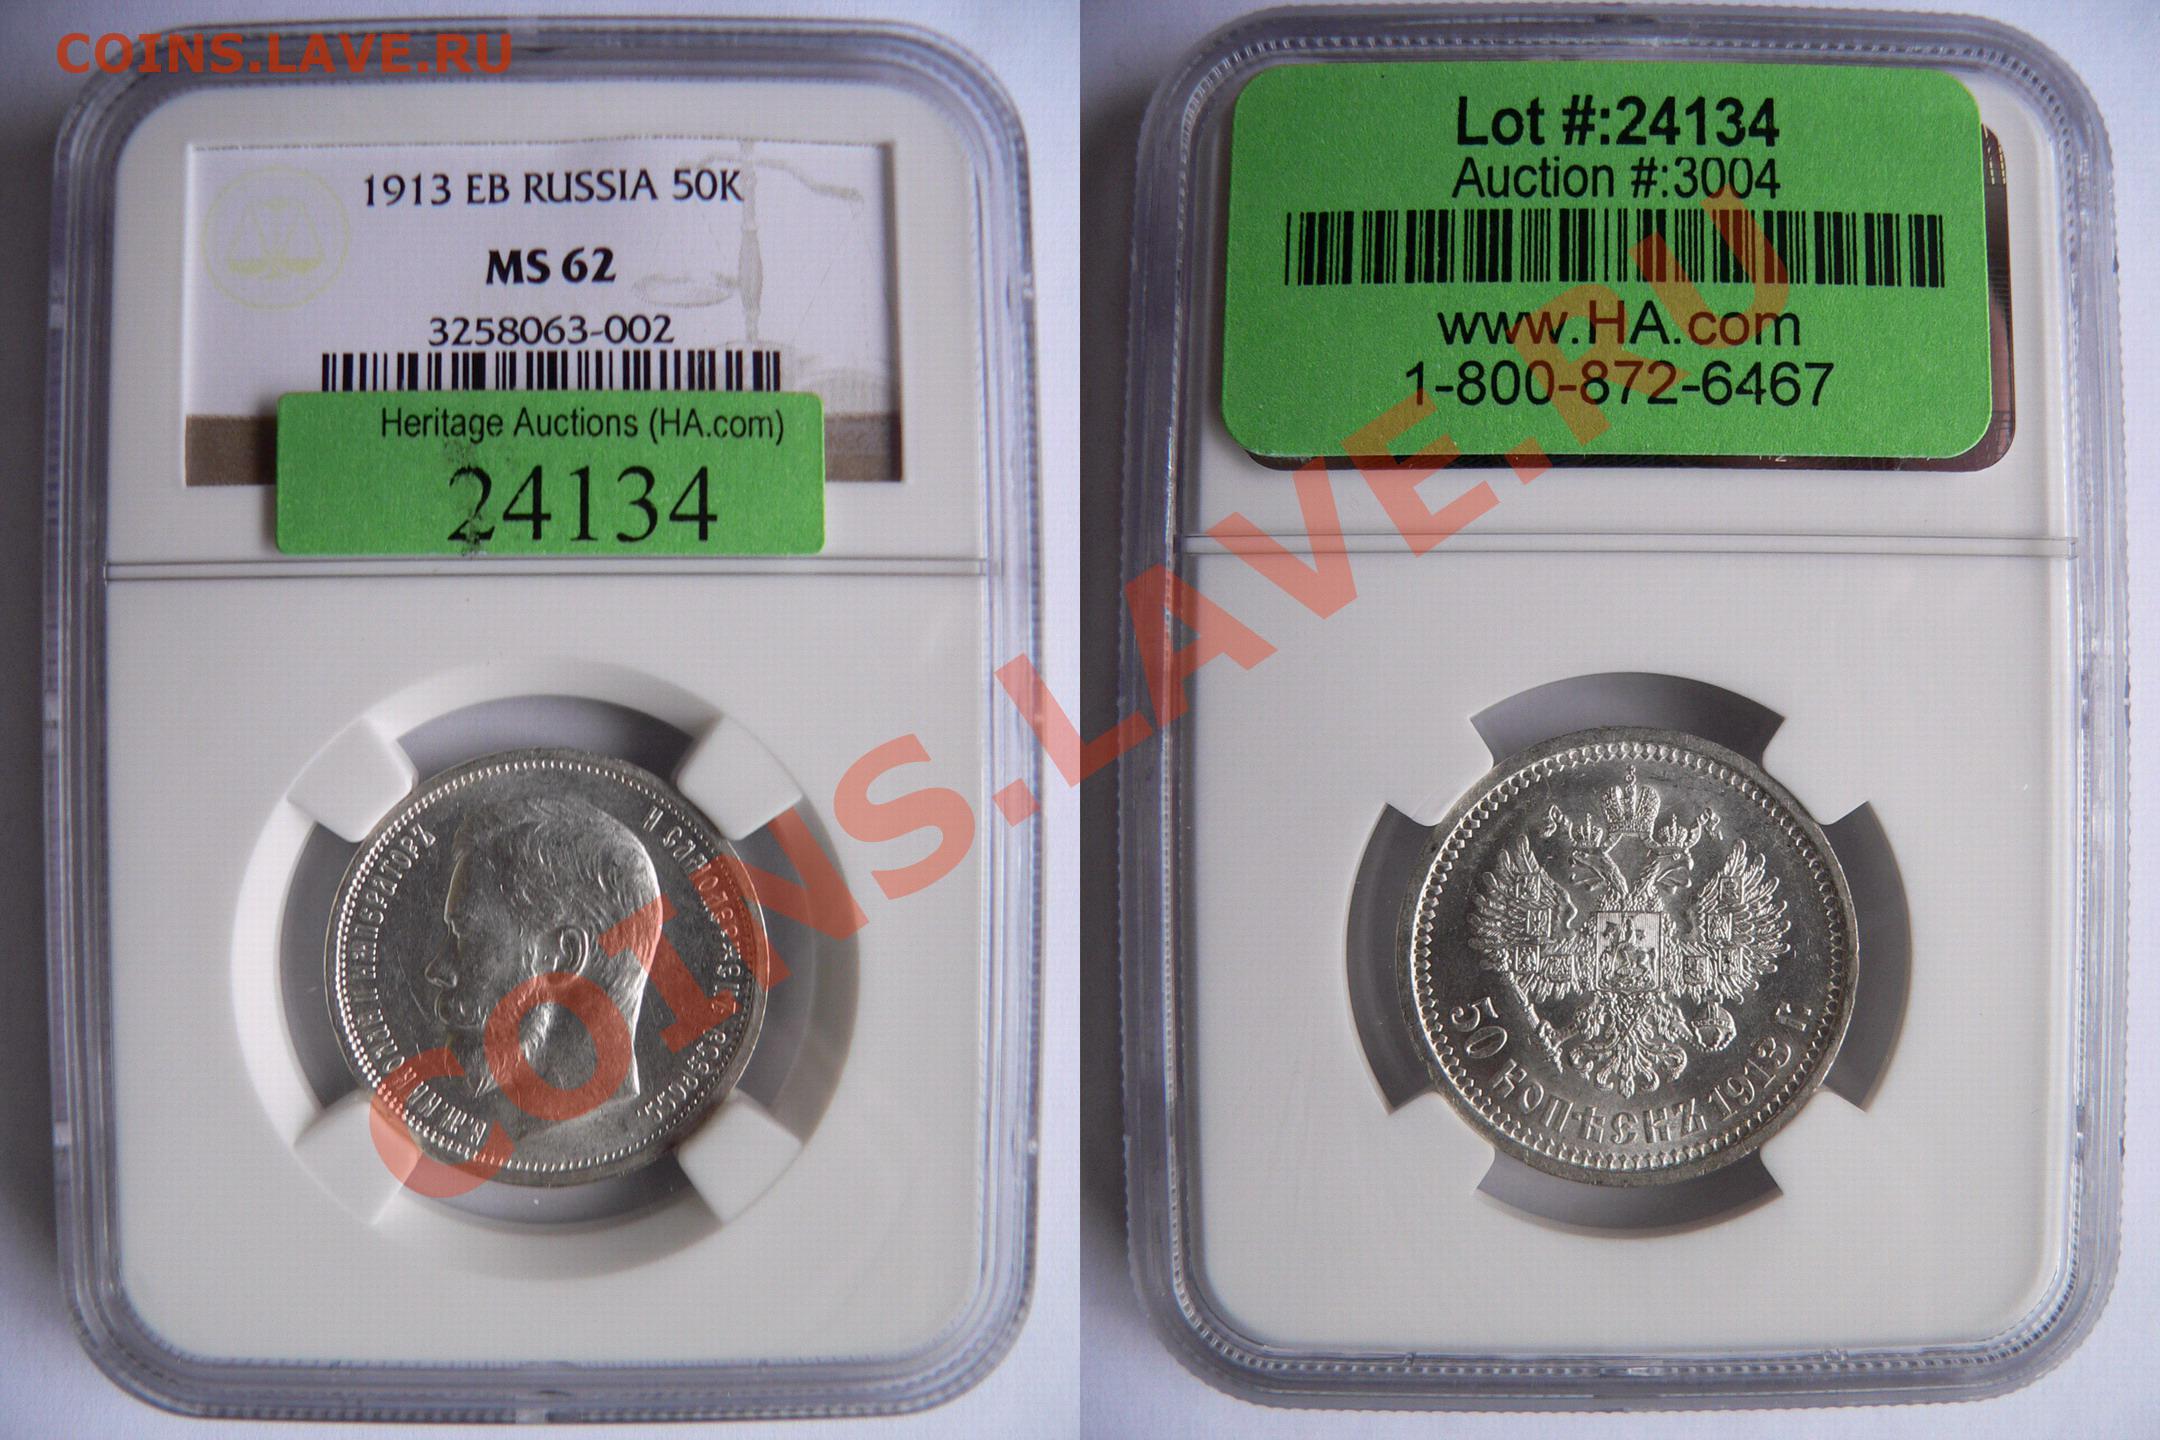 COINS.LAVE.RU
1913 EB RUSSIA 50K
MS 62
3258063-002
Heritage Auctions (HA.com)
24134
Lot #:24134
Auction #:3004
www.HA.com
1-800-872-6467
COINS.LAVE.RU
50 КОПѢЕКЪ 1913 Г.